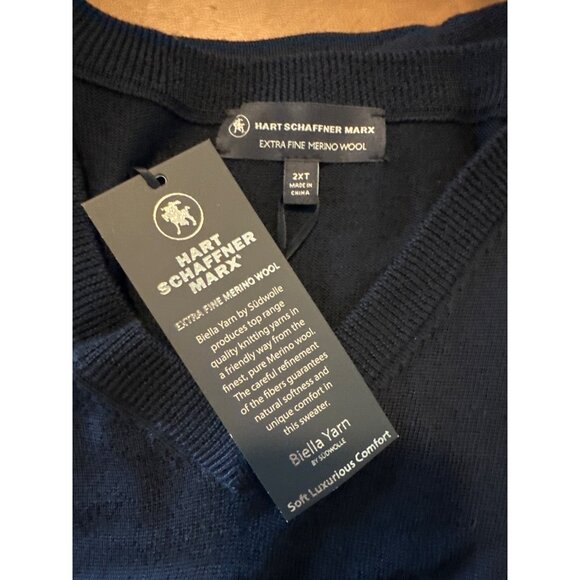 HART SCHAFFNER MARX
EXTRA FINE MERINO WOOL
2XT
MADE IN
CHINA
HART
SCHAFFNER
MARX®
EXTRA FINE MERINO WOOL
Biella Yarn by Südwolle
produces top range
quality knitting yarns in
a friendly way from the
finest, pure Merino wool.
The careful refinement
of the fibers guarantees
natural softness and
unique comfort in
this sweater.
Biella Yarn
BY SÜDWOLLE
Soft Luxurious Comfort